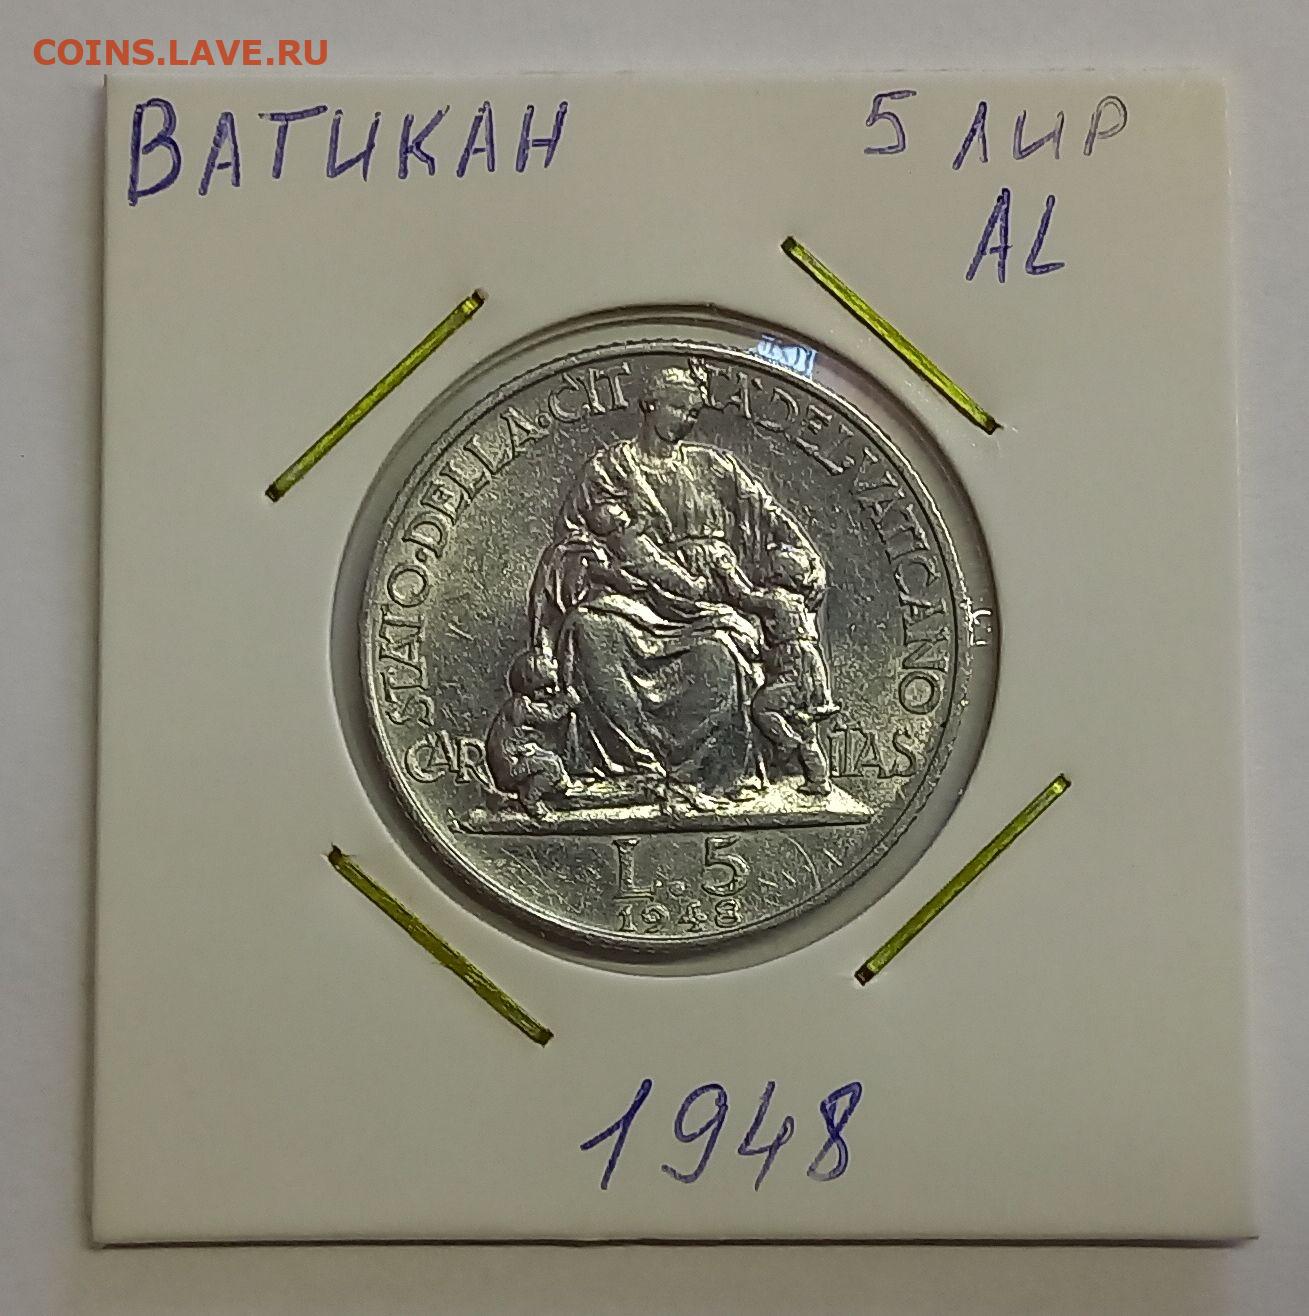 COINS.LAVE.RU
ВАТИКАН
5 ЛИР
AL
STATO·DELLA·CITTA'DEL·VATICANO
CARITAS
L.5
1948
1948